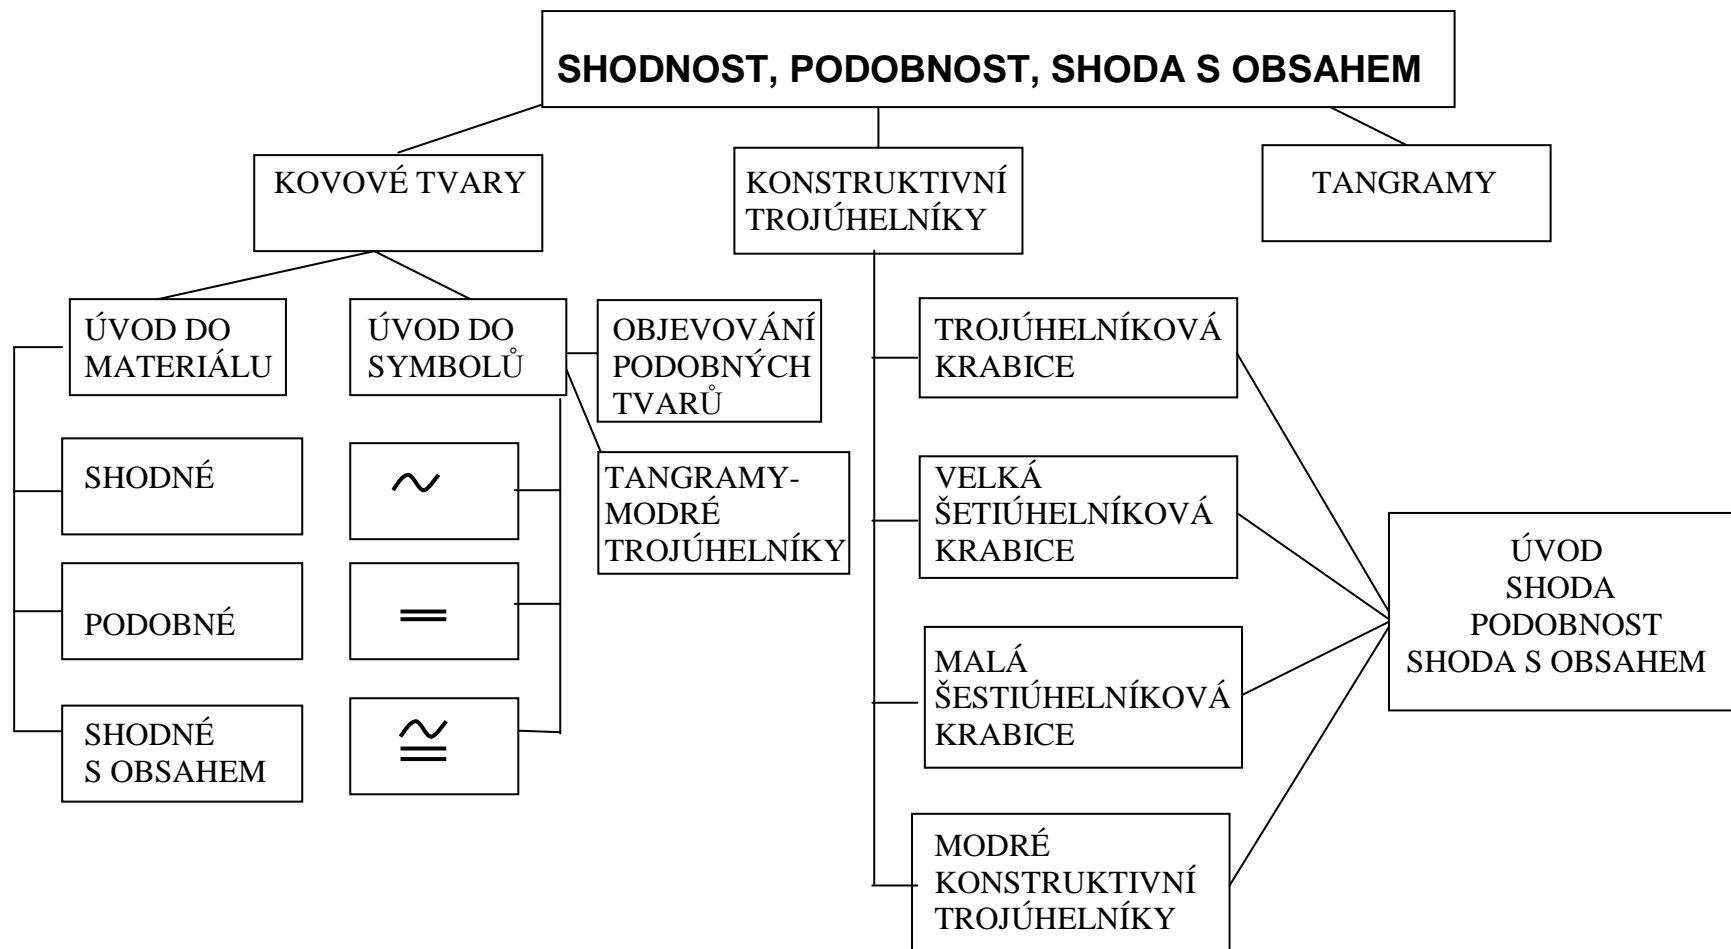 SHODNOST, PODOBNOST, SHODA S OBSAHEM
KOVOVÉ TVARY
KONSTRUKTIVNÍ
TROJÚHELNÍKY
TANGRAMY
ÚVOD DO
MATERIÁLU
ÚVOD DO
SYMBOLŮ
OBJEVOVÁNÍ
PODOBNÝCH
TVARŮ
TROJÚHELNÍKOVÁ
KRABICE
SHODNÉ
~
TANGRAMY-
MODRÉ
TROJÚHELNÍKY
VELKÁ
ŠETIÚHELNÍKOVÁ
KRABICE
ÚVOD
SHODA
PODOBNOST
SHODA S OBSAHEM
PODOBNÉ
=
MALÁ
ŠESTIÚHELNÍKOVÁ
KRABICE
SHODNÉ
S OBSAHEM
≅
MODRÉ
KONSTRUKTIVNÍ
TROJÚHELNÍKY